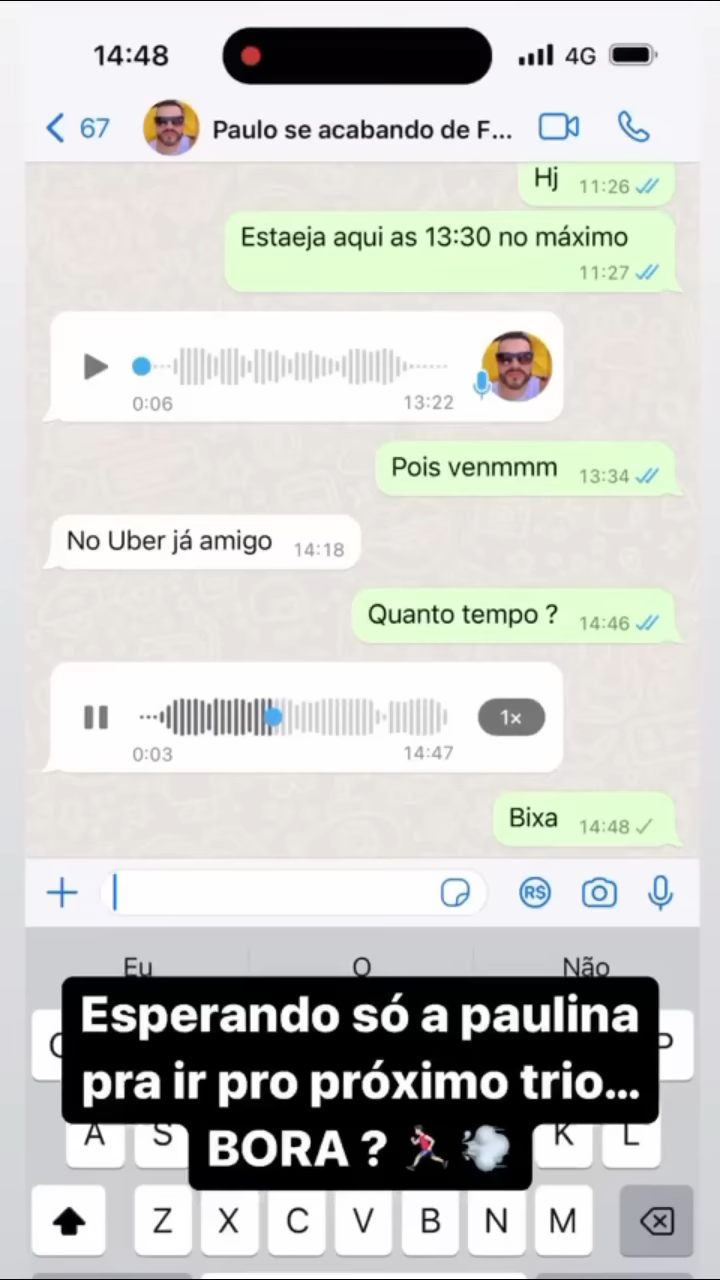 14:48
4G
67
Paulo se acabando de F...
Hj
11:26
Estaeja aqui as 13:30 no máximo
11:27
0:06
13:22
Pois venmmm
13:34
No Uber já amigo
14:18
Quanto tempo ?
14:46
1×
0:03
14:47
Bixa
14:48
R$
Eu
O
Não
Esperando só a paulina
P
pra ir pro próximo trio...
A
S
BORA ? 🏃🏻💨
K
L
Z
X
C
V
B
N
M